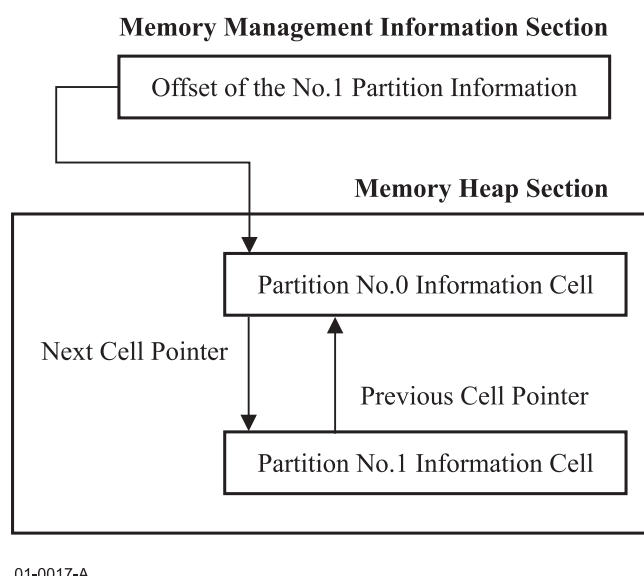 Memory Management Information Section
Offset of the No.1 Partition Information
Memory Heap Section
Partition No.0 Information Cell
Next Cell Pointer
Previous Cell Pointer
Partition No.1 Information Cell
01-0017-A